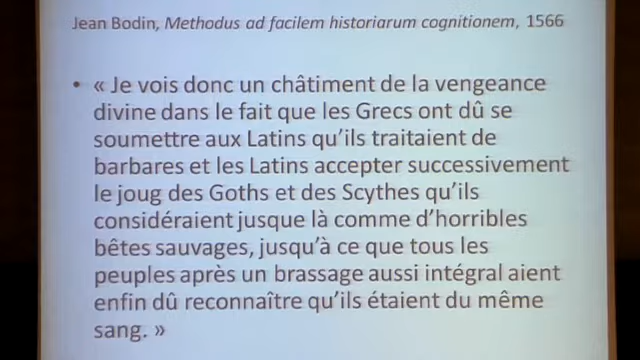 Jean Bodin, Methodus ad facilem historiarum cognitionem, 1566
• « Je vois donc un châtiment de la vengeance
divine dans le fait que les Grecs ont dû se
soumettre aux Latins qu'ils traitaient de
barbares et les Latins accepter successivement
le joug des Goths et des Scythes qu'ils
considéraient jusque là comme d'horribles
bêtes sauvages, jusqu'à ce que tous les
peuples après un brassage aussi intégral aient
enfin dû reconnaître qu'ils étaient du même
sang. »